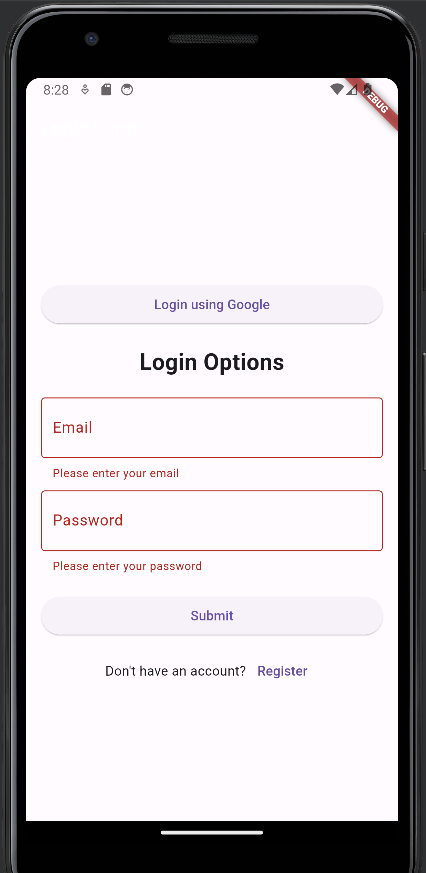 8:28
EBUG
Login using Google
Login Options
Email
Please enter your email
Password
Please enter your password
Submit
Don't have an account? Register